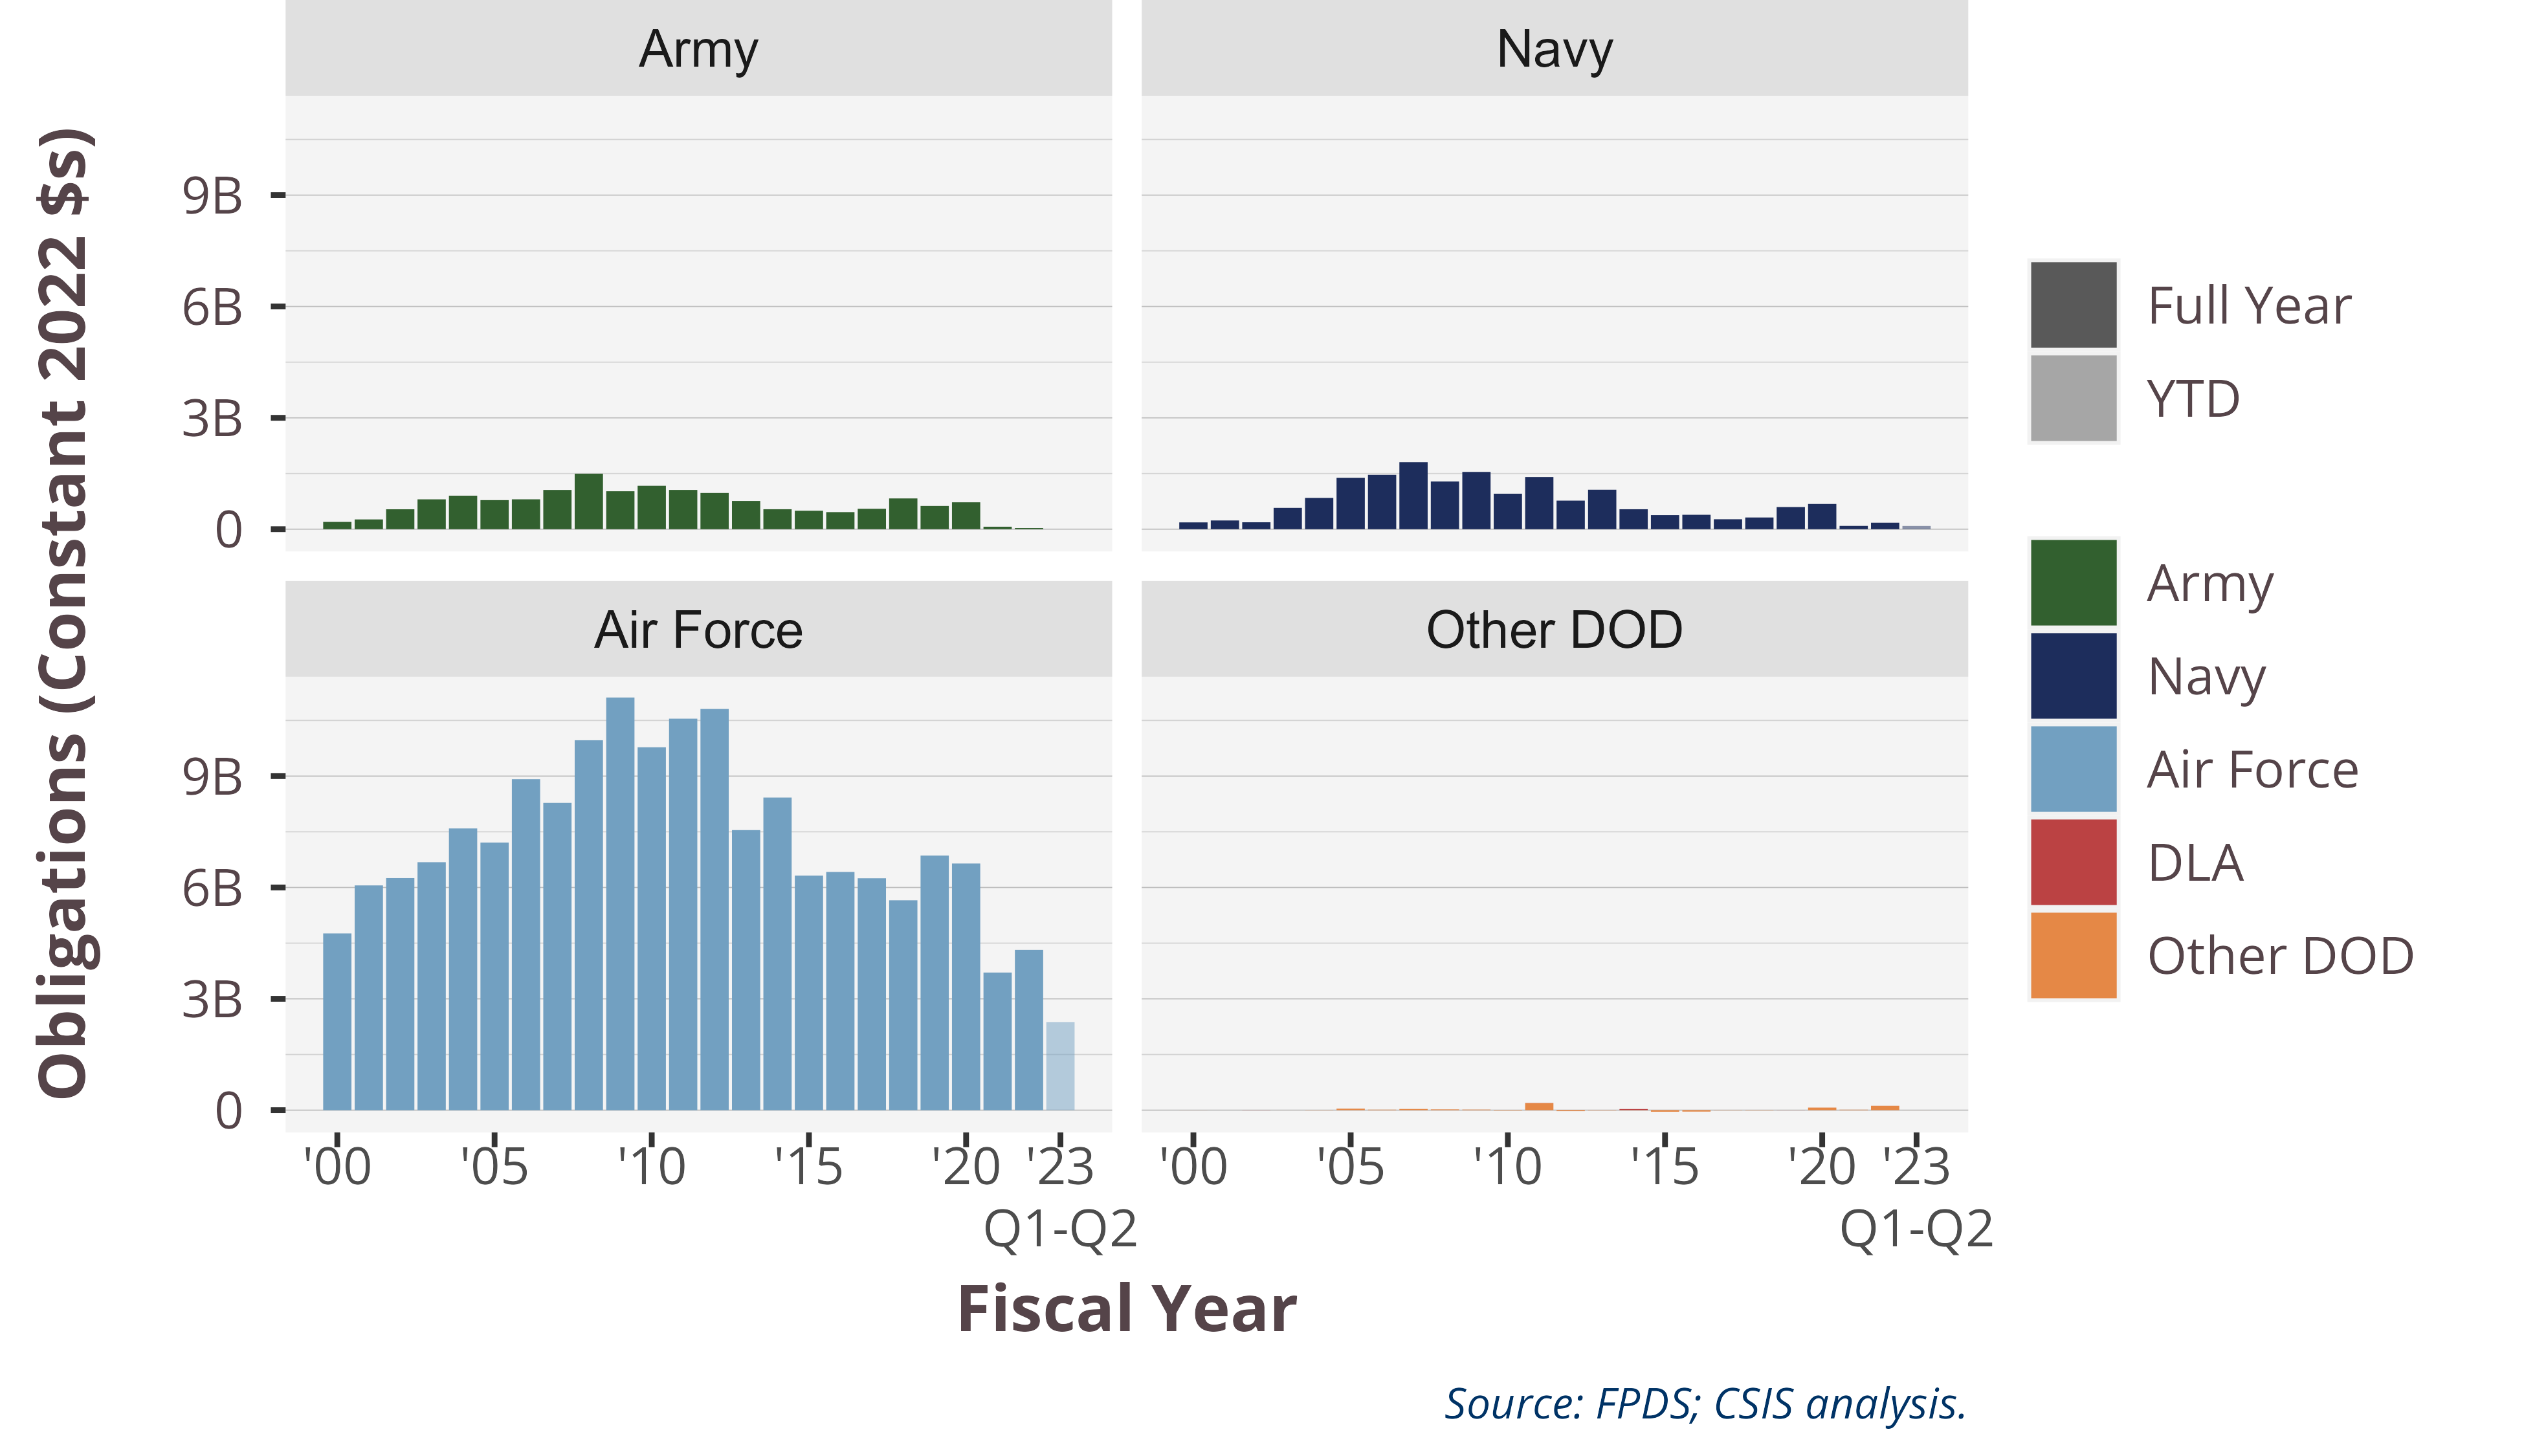 Army
Navy
Obligations (Constant 2022 $s)
9B
6B
3B
0
Air Force
Other DOD
9B
6B
3B
0
'00 '05 '10 '15 '20 '23
Q1-Q2
'00 '05 '10 '15 '20 '23
Q1-Q2
Fiscal Year
Full Year
YTD
Army
Navy
Air Force
DLA
Other DOD
Source: FPDS; CSIS analysis.